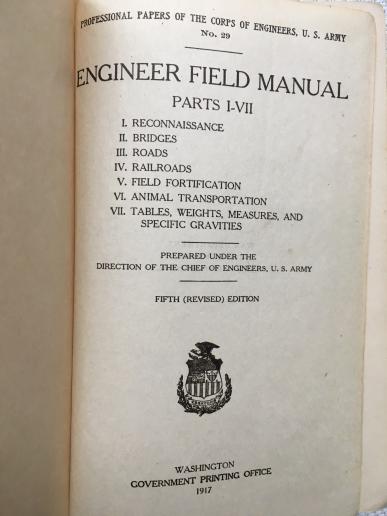 PROFESSIONAL PAPERS OF THE CORPS OF ENGINEERS, U. S. ARMY
No. 29
ENGINEER FIELD MANUAL
PARTS I-VII
I. RECONNAISSANCE
II. BRIDGES
III. ROADS
IV. RAILROADS
V. FIELD FORTIFICATION
VI. ANIMAL TRANSPORTATION
VII. TABLES, WEIGHTS, MEASURES, AND
SPECIFIC GRAVITIES
PREPARED UNDER THE
DIRECTION OF THE CHIEF OF ENGINEERS, U. S. ARMY
FIFTH (REVISED) EDITION
WASHINGTON
GOVERNMENT PRINTING OFFICE
1917